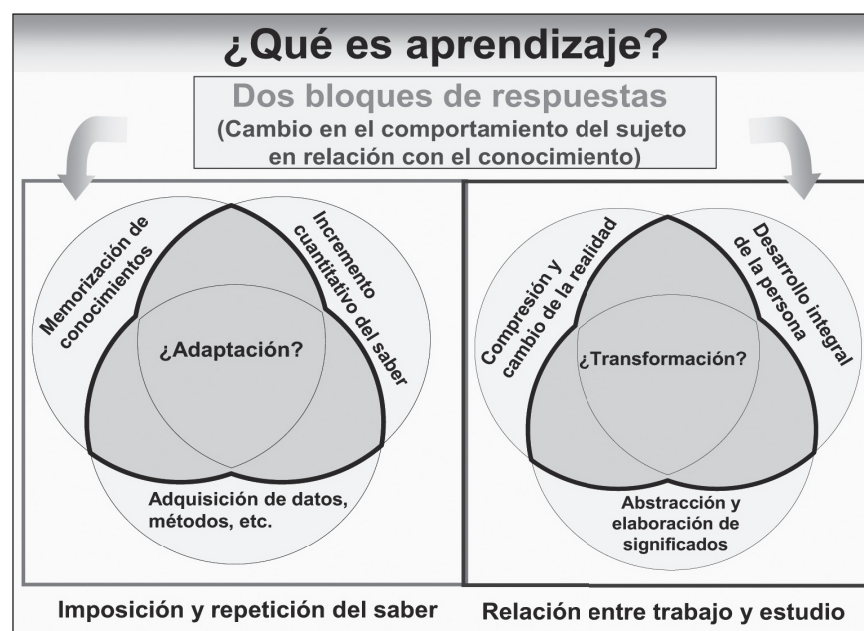 ¿Qué es aprendizaje?
Dos bloques de respuestas
(Cambio en el comportamiento del sujeto
en relación con el conocimiento)
Memorización de
conocimientos
Incremento
cuantitativo del saber
¿Adaptación?
Adquisición de datos,
métodos, etc.
Compresión y
cambio de la realidad
Desarrollo integral
de la persona
¿Transformación?
Abstracción y
elaboración de
significados
Imposición y repetición del saber
Relación entre trabajo y estudio